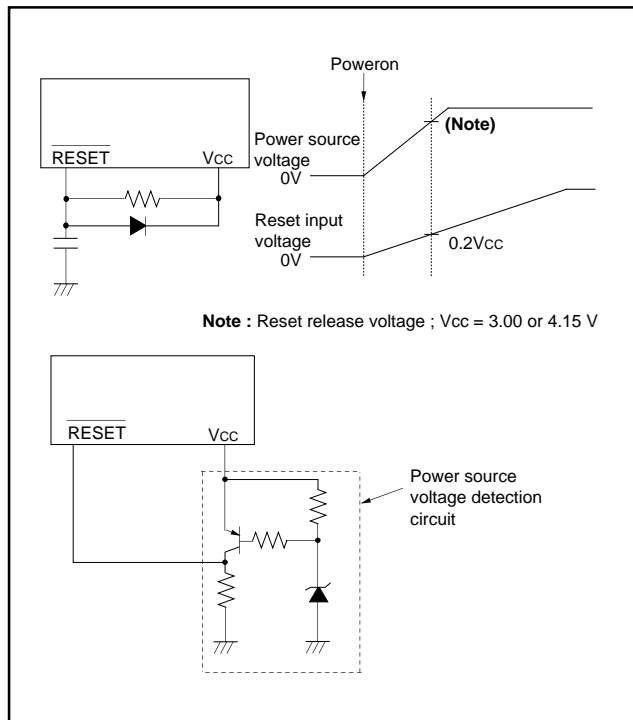 Poweron
RESET
VCC
Power source
voltage
0V
(Note)
Reset input
voltage
0V
0.2VCC
Note : Reset release voltage ; Vcc = 3.00 or 4.15 V
RESET
VCC
Power source
voltage detection
circuit